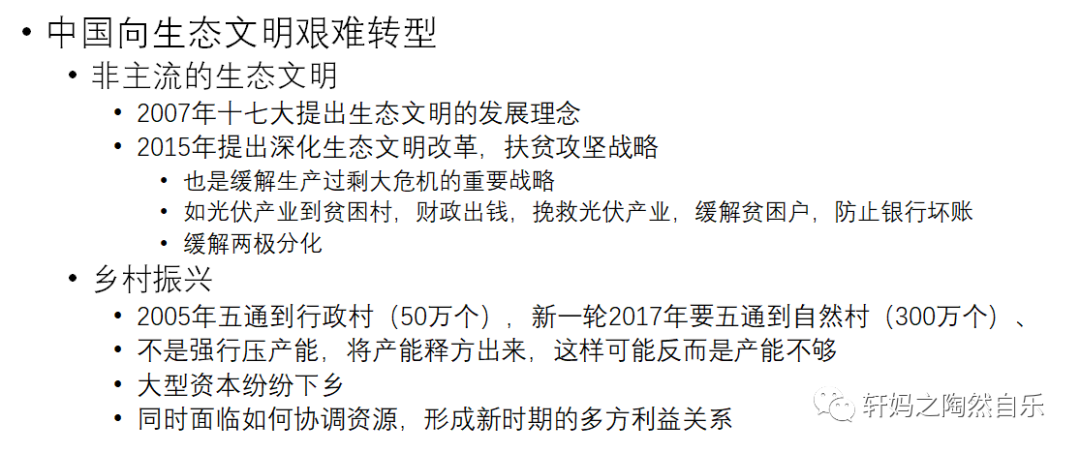 • 中国向生态文明艰难转型
• 非主流的生态文明
• 2007年十七大提出生态文明的发展理念
• 2015年提出深化生态文明改革，扶贫攻坚战略
• 也是缓解生产过剩大危机的重要战略
• 如光伏产业到贫困村，财政出钱，挽救光伏产业，缓解贫困户，防止银行坏账
• 缓解两极分化
• 乡村振兴
• 2005年五通到行政村（50万个），新一轮2017年要五通到自然村（300万个）、
• 不是强行压产能，将产能释方出来，这样可能反而是产能不够
• 大型资本纷纷下乡
• 同时面临如何协调资源，形成新时期的多方利益关系
轩妈之陶然自乐